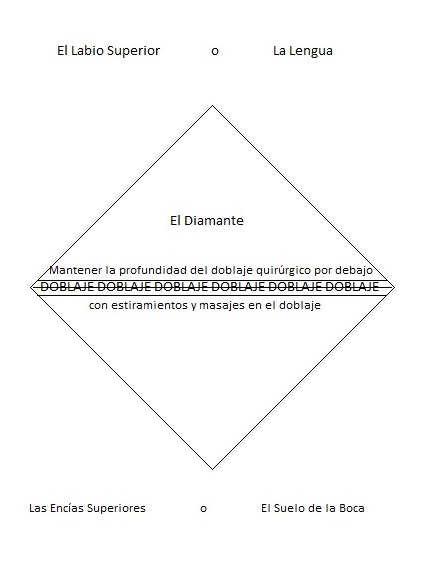 El Labio Superior o La Lengua
El Diamante
Mantener la profundidad del doblaje quirúrgico por debajo
DOBLAJE DOBLAJE DOBLAJE DOBLAJE DOBLAJE DOBLAJE
con estiramientos y masajes en el doblaje
Las Encías Superiores o El Suelo de la Boca